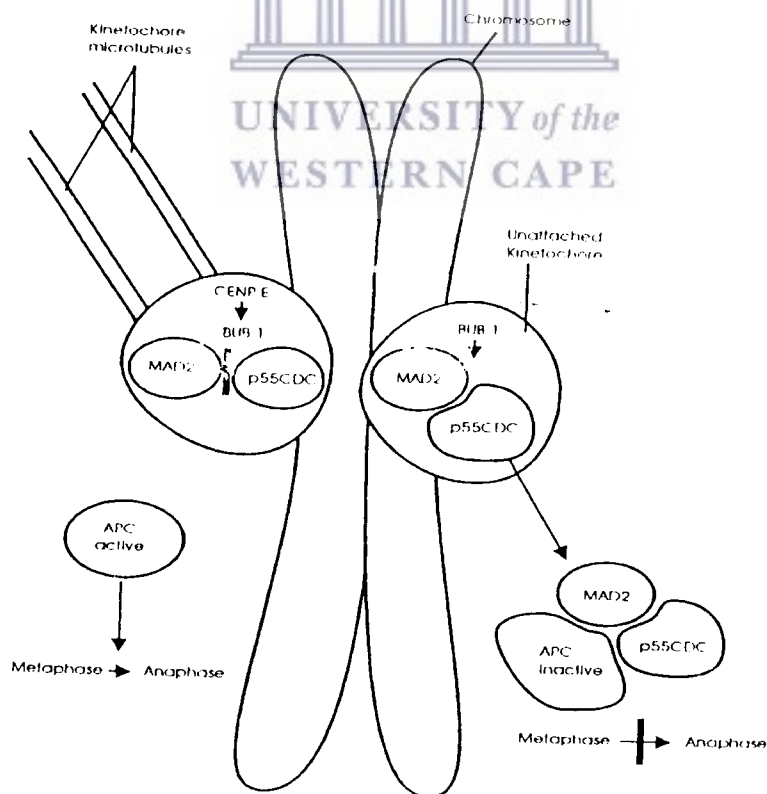 Kinetochore
microtubules
Chromosome
UNIVERSITY of the
WESTERN CAPE
Unattached
Kinetochore
CENP E
BUB 1
MAD2
p55CDC
BUB 1
MAD2
p55CDC
APC
active
Metaphase
Anaphase
MAD2
APC
inactive
p55CDC
Metaphase
Anaphase